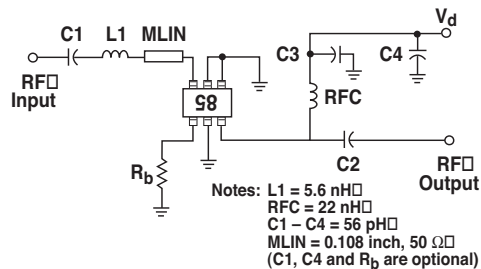 C1 L1 MLIN
RF□
Input
85
Rb
C3
C4
Vd
RFC
C2
RF□
Output
Notes: L1 = 5.6 nH□
RFC = 22 nH□
C1 – C4 = 56 pH□
MLIN = 0.108 inch, 50 Ω□
(C1, C4 and Rb are optional)